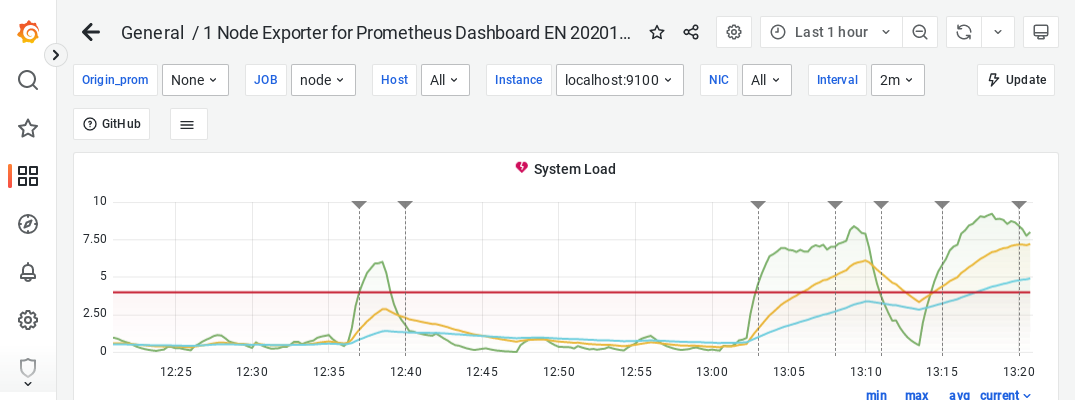 General / 1 Node Exporter for Prometheus Dashboard EN 20201...
Last 1 hour
Origin_prom None JOB node Host All Instance localhost:9100 NIC All Interval 2m Update
GitHub
System Load
10
7.50
5
2.50
0
12:25 12:30 12:35 12:40 12:45 12:50 12:55 13:00 13:05 13:10 13:15 13:20
min max avg current